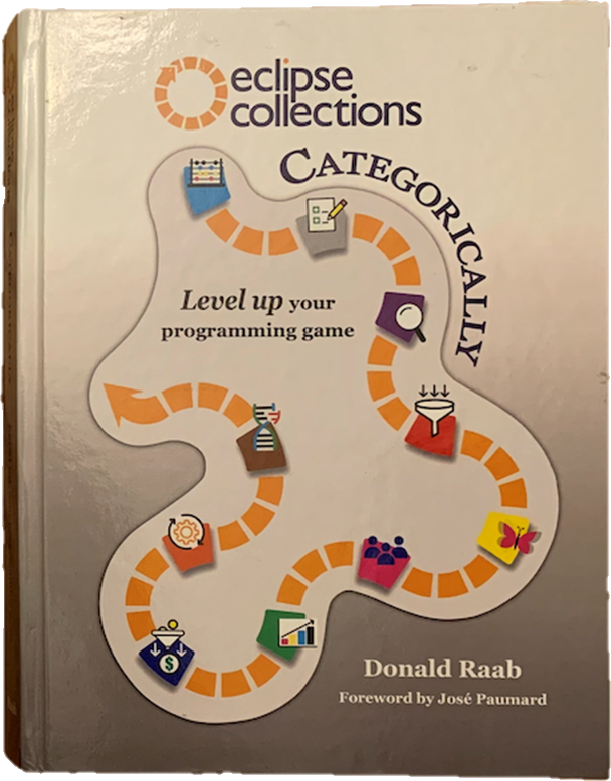 eclipse
collections
CATEGORICALLY
Level up your
programming game
$
Donald Raab
Foreword by José Paumard